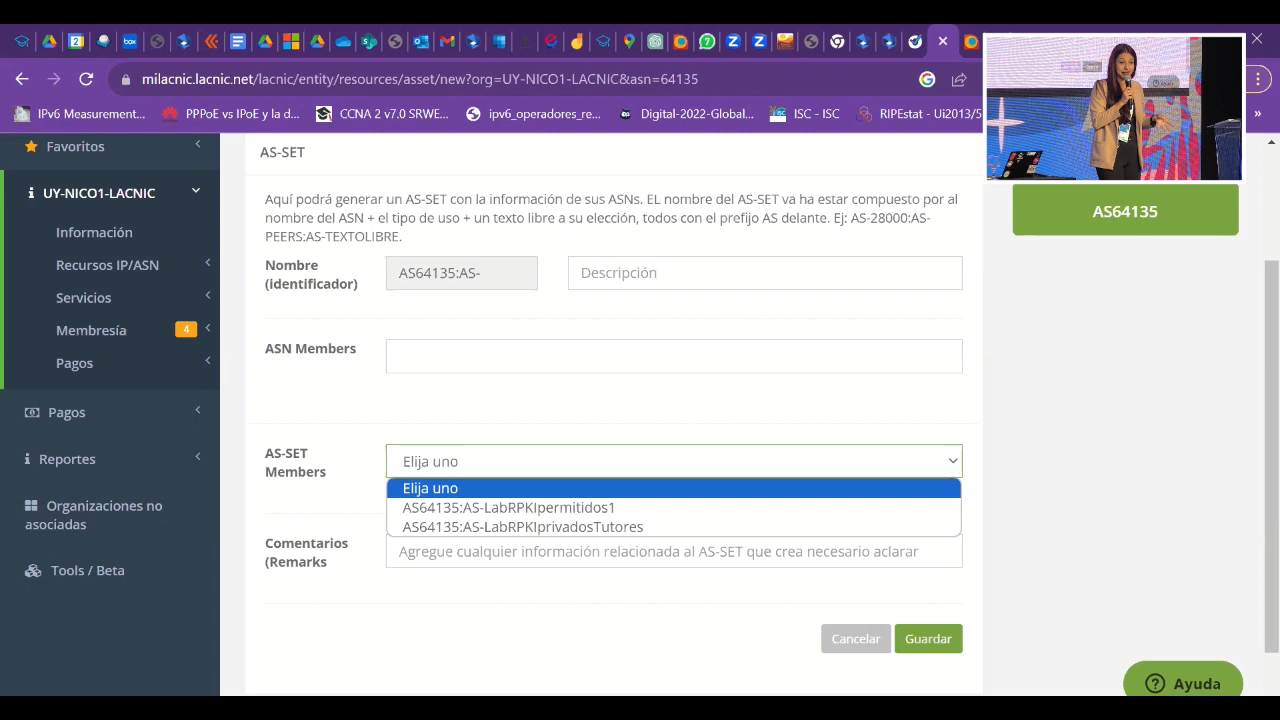 milacnic.lacnic.net/lacn
ces/asset/new?org=UY-NICO1-LACNIC&asn=64135
IPv6 Measurement...
PPPoE vs IPoE y la d...
CCNA 2 v7.0 SRWE...
ipv6_operadores_re...
Digital-2022-Global...
ISC - ISC
RIPEstat - Ui2013/5
»
Favoritos
UY-NICO1-LACNIC
Información
Recursos IP/ASN
Servicios
Membresía
4
Pagos
Pagos
Reportes
Organizaciones no
asociadas
Tools / Beta
AS-SET
Aquí podrá generar un AS-SET con la información de sus ASNs. EL nombre del AS-SET va ha estar compuesto por al
nombre del ASN + el tipo de uso + un texto libre a su elección, todos con el prefijo AS delante. Ej: AS-28000:AS-
PEERS:AS-TEXTOLIBRE.
Nombre
(identificador)
AS64135:AS-
Descripción
ASN Members
AS-SET
Members
Elija uno
Elija uno
AS64135:AS-LabRPKIpermitidos1
AS64135:AS-LabRPKIprivadosTutores
Comentarios
(Remarks
Agregue cualquier información relacionada al AS-SET que crea necesario aclarar
Cancelar
Guardar
AS64135
Ayuda